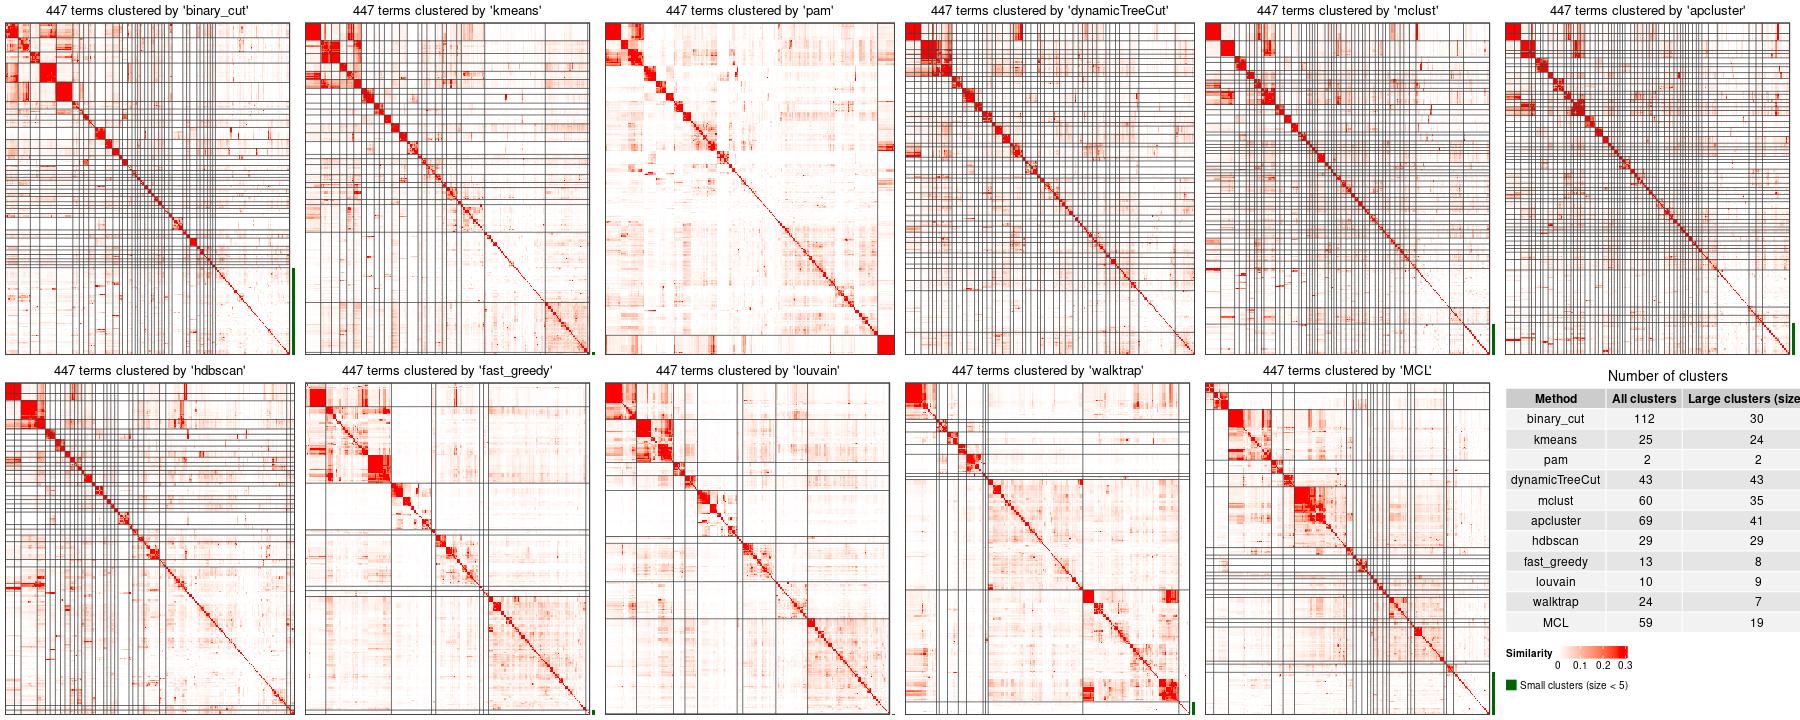 447 terms clustered by 'binary_cut'
447 terms clustered by 'kmeans'
447 terms clustered by 'pam'
447 terms clustered by 'dynamicTreeCut'
447 terms clustered by 'mclust'
447 terms clustered by 'apcluster'
447 terms clustered by 'hdbscan'
447 terms clustered by 'fast_greedy'
447 terms clustered by 'louvain'
447 terms clustered by 'walktrap'
447 terms clustered by 'MCL'
Number of clusters
Method All clusters Large clusters (size
binary_cut 112 30
kmeans 25 24
pam 2 2
dynamicTreeCut 43 43
mclust 60 35
apcluster 69 41
hdbscan 29 29
fast_greedy 13 8
louvain 10 9
walktrap 24 7
MCL 59 19
Similarity
0 0.1 0.2 0.3
Small clusters (size < 5)